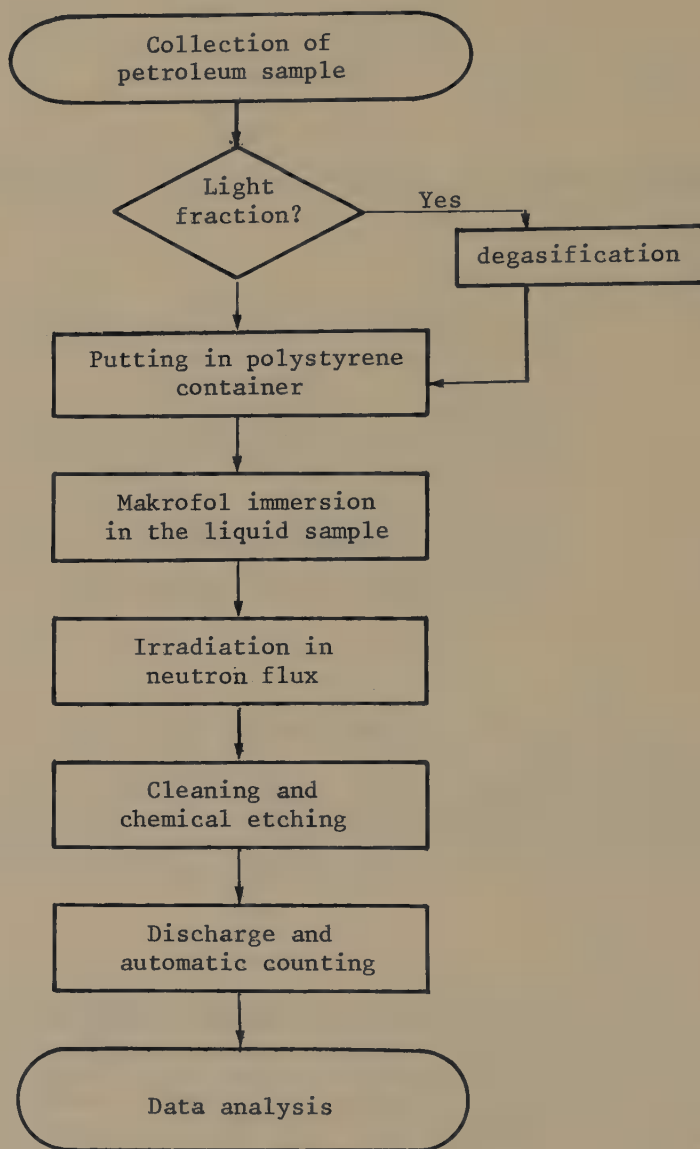 Collection of
petroleum sample
Light
fraction?
Yes
degasification
Putting in polystyrene
container
Makrofol immersion
in the liquid sample
Irradiation in
neutron flux
Cleaning and
chemical etching
Discharge and
automatic counting
Data analysis